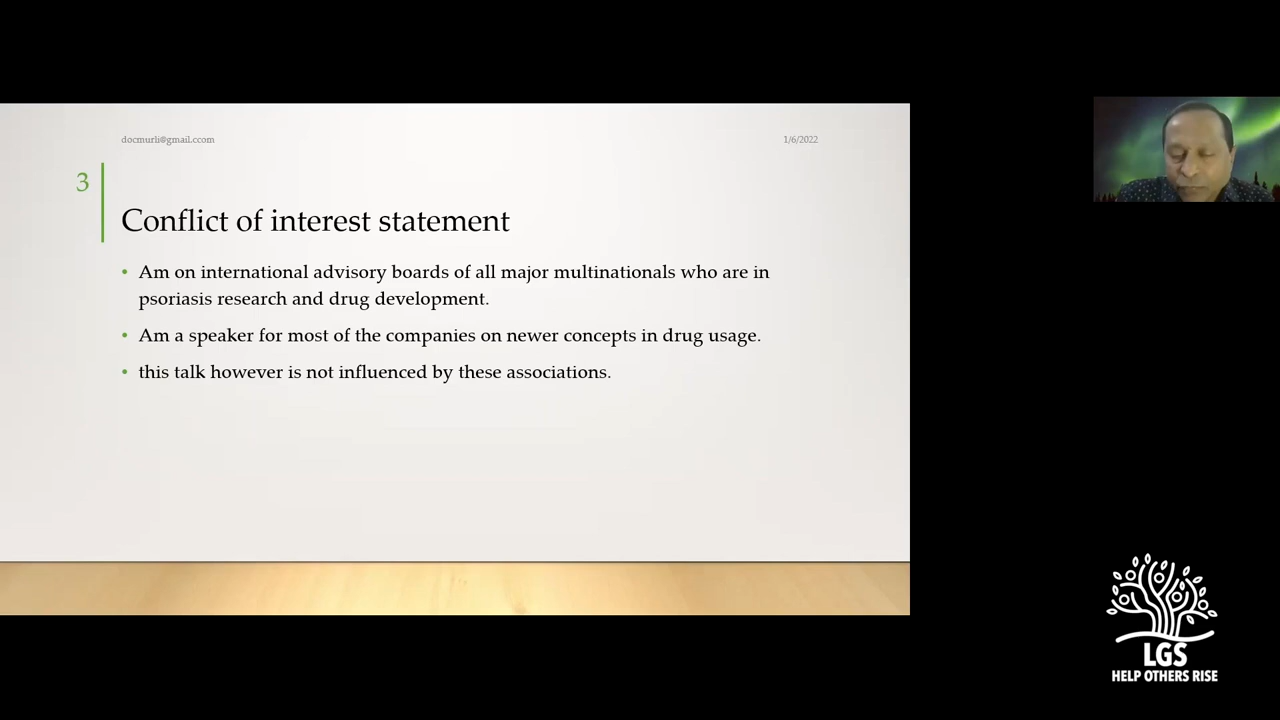 docmurli@gmail.ccom
1/6/2022
3
Conflict of interest statement
• Am on international advisory boards of all major multinationals who are in
psoriasis research and drug development.
• Am a speaker for most of the companies on newer concepts in drug usage.
• this talk however is not influenced by these associations.
LGS
HELP OTHERS RISE